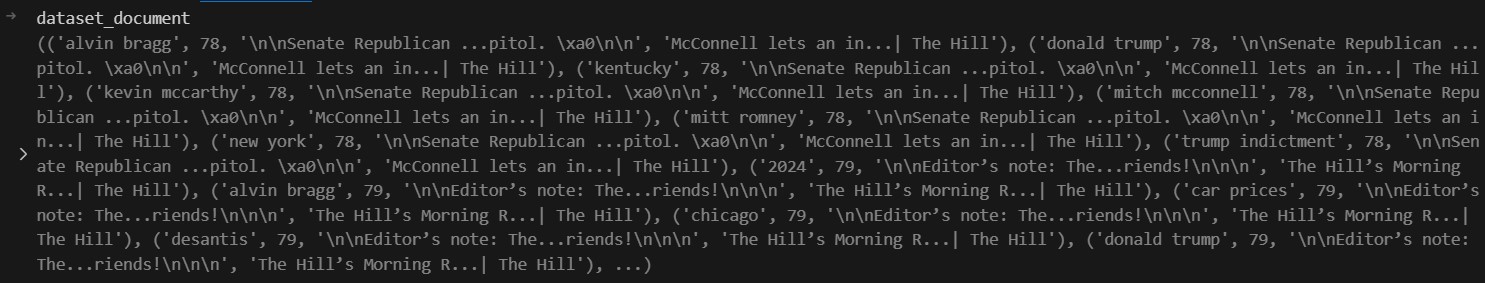 dataset_document
(('alvin bragg', 78, '\n\nSenate Republican ...pitol. \xa0\n\n', 'McConnell lets an in...| The Hill'), ('donald trump', 78, '\n\nSenate Republican ...
pitol. \xa0\n\n', 'McConnell lets an in...| The Hill'), ('kentucky', 78, '\n\nSenate Republican ...pitol. \xa0\n\n', 'McConnell lets an in...| The Hil
l'), ('kevin mccarthy', 78, '\n\nSenate Republican ...pitol. \xa0\n\n', 'McConnell lets an in...| The Hill'), ('mitch mcconnell', 78, '\n\nSenate Repu
blican ...pitol. \xa0\n\n', 'McConnell lets an in...| The Hill'), ('mitt romney', 78, '\n\nSenate Republican ...pitol. \xa0\n\n', 'McConnell lets an i
n...| The Hill'), ('new york', 78, '\n\nSenate Republican ...pitol. \xa0\n\n', 'McConnell lets an in...| The Hill'), ('trump indictment', 78, '\n\nSen
ate Republican ...pitol. \xa0\n\n', 'McConnell lets an in...| The Hill'), ('2024', 79, '\n\nEditor’s note: The...riends!\n\n\n', 'The Hill’s Morning
R...| The Hill'), ('alvin bragg', 79, '\n\nEditor’s note: The...riends!\n\n\n', 'The Hill’s Morning R...| The Hill'), ('car prices', 79, '\n\nEditor’s
note: The...riends!\n\n\n', 'The Hill’s Morning R...| The Hill'), ('chicago', 79, '\n\nEditor’s note: The...riends!\n\n\n', 'The Hill’s Morning R...|
The Hill'), ('desantis', 79, '\n\nEditor’s note: The...riends!\n\n\n', 'The Hill’s Morning R...| The Hill'), ('donald trump', 79, '\n\nEditor’s note:
The...riends!\n\n\n', 'The Hill’s Morning R...| The Hill'), ...)